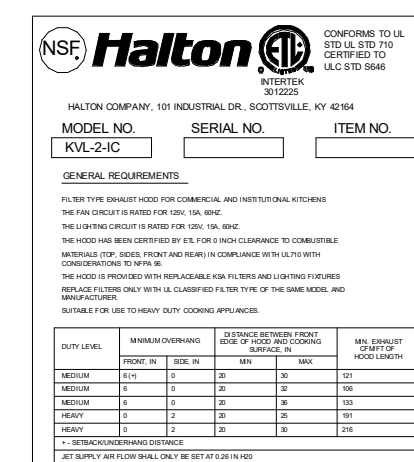 NSF®
Halton
ETL
CONFORMS TO UL
STD UL STD 710
CERTIFIED TO
ULC STD S646
INTERTEK
3012225
HALTON COMPANY, 101 INDUSTRIAL DR., SCOTTSVILLE, KY 42164
MODEL NO. SERIAL NO. ITEM NO.
KVL-2-IC
GENERAL REQUIREMENTS
FILTER TYPE EXHAUST HOOD FOR COMMERCIAL AND INSTITUTIONAL KITCHENS
THE FAN CIRCUIT IS RATED FOR 125V, 15A, 60HZ.
THE LIGHTING CIRCUIT IS RATED FOR 125V, 15A, 60HZ.
THE HOOD HAS BEEN CERTIFIED BY ETL FOR 0 INCH CLEARANCE TO COMBUSTIBLE
MATERIALS (TOP, SIDES, FRONT AND REAR) IN COMPLIANCE WITH UL710 WITH
CONSIDERATIONS TO NFPA 96.
THE HOOD IS PROVIDED WITH REPLACEABLE KSA FILTERS AND LIGHTING FIXTURES
REPLACE FILTERS ONLY WITH UL CLASSIFIED FILTER TYPE OF THE SAME MODEL AND
MANUFACTURER.
SUITABLE FOR USE TO HEAVY DUTY COOKING APPLIANCES.
DUTY LEVEL MINIMUM OVERHANG DISTANCE BETWEEN FRONT EDGE OF HOOD AND COOKING SURFACE, IN MIN. EXHAUST CFM/FT OF HOOD LENGTH
FRONT, IN SIDE, IN MIN MAX
MEDIUM 6 (+) 0 20 30 121
MEDIUM 6 0 20 32 106
MEDIUM 6 0 20 36 133
HEAVY 0 2 20 25 191
HEAVY 0 2 20 30 216
+ - SETBACK/UNDERHANG DISTANCE
JET SUPPLY AIR FLOW SHALL ONLY BE SET AT 0.26 IN H20